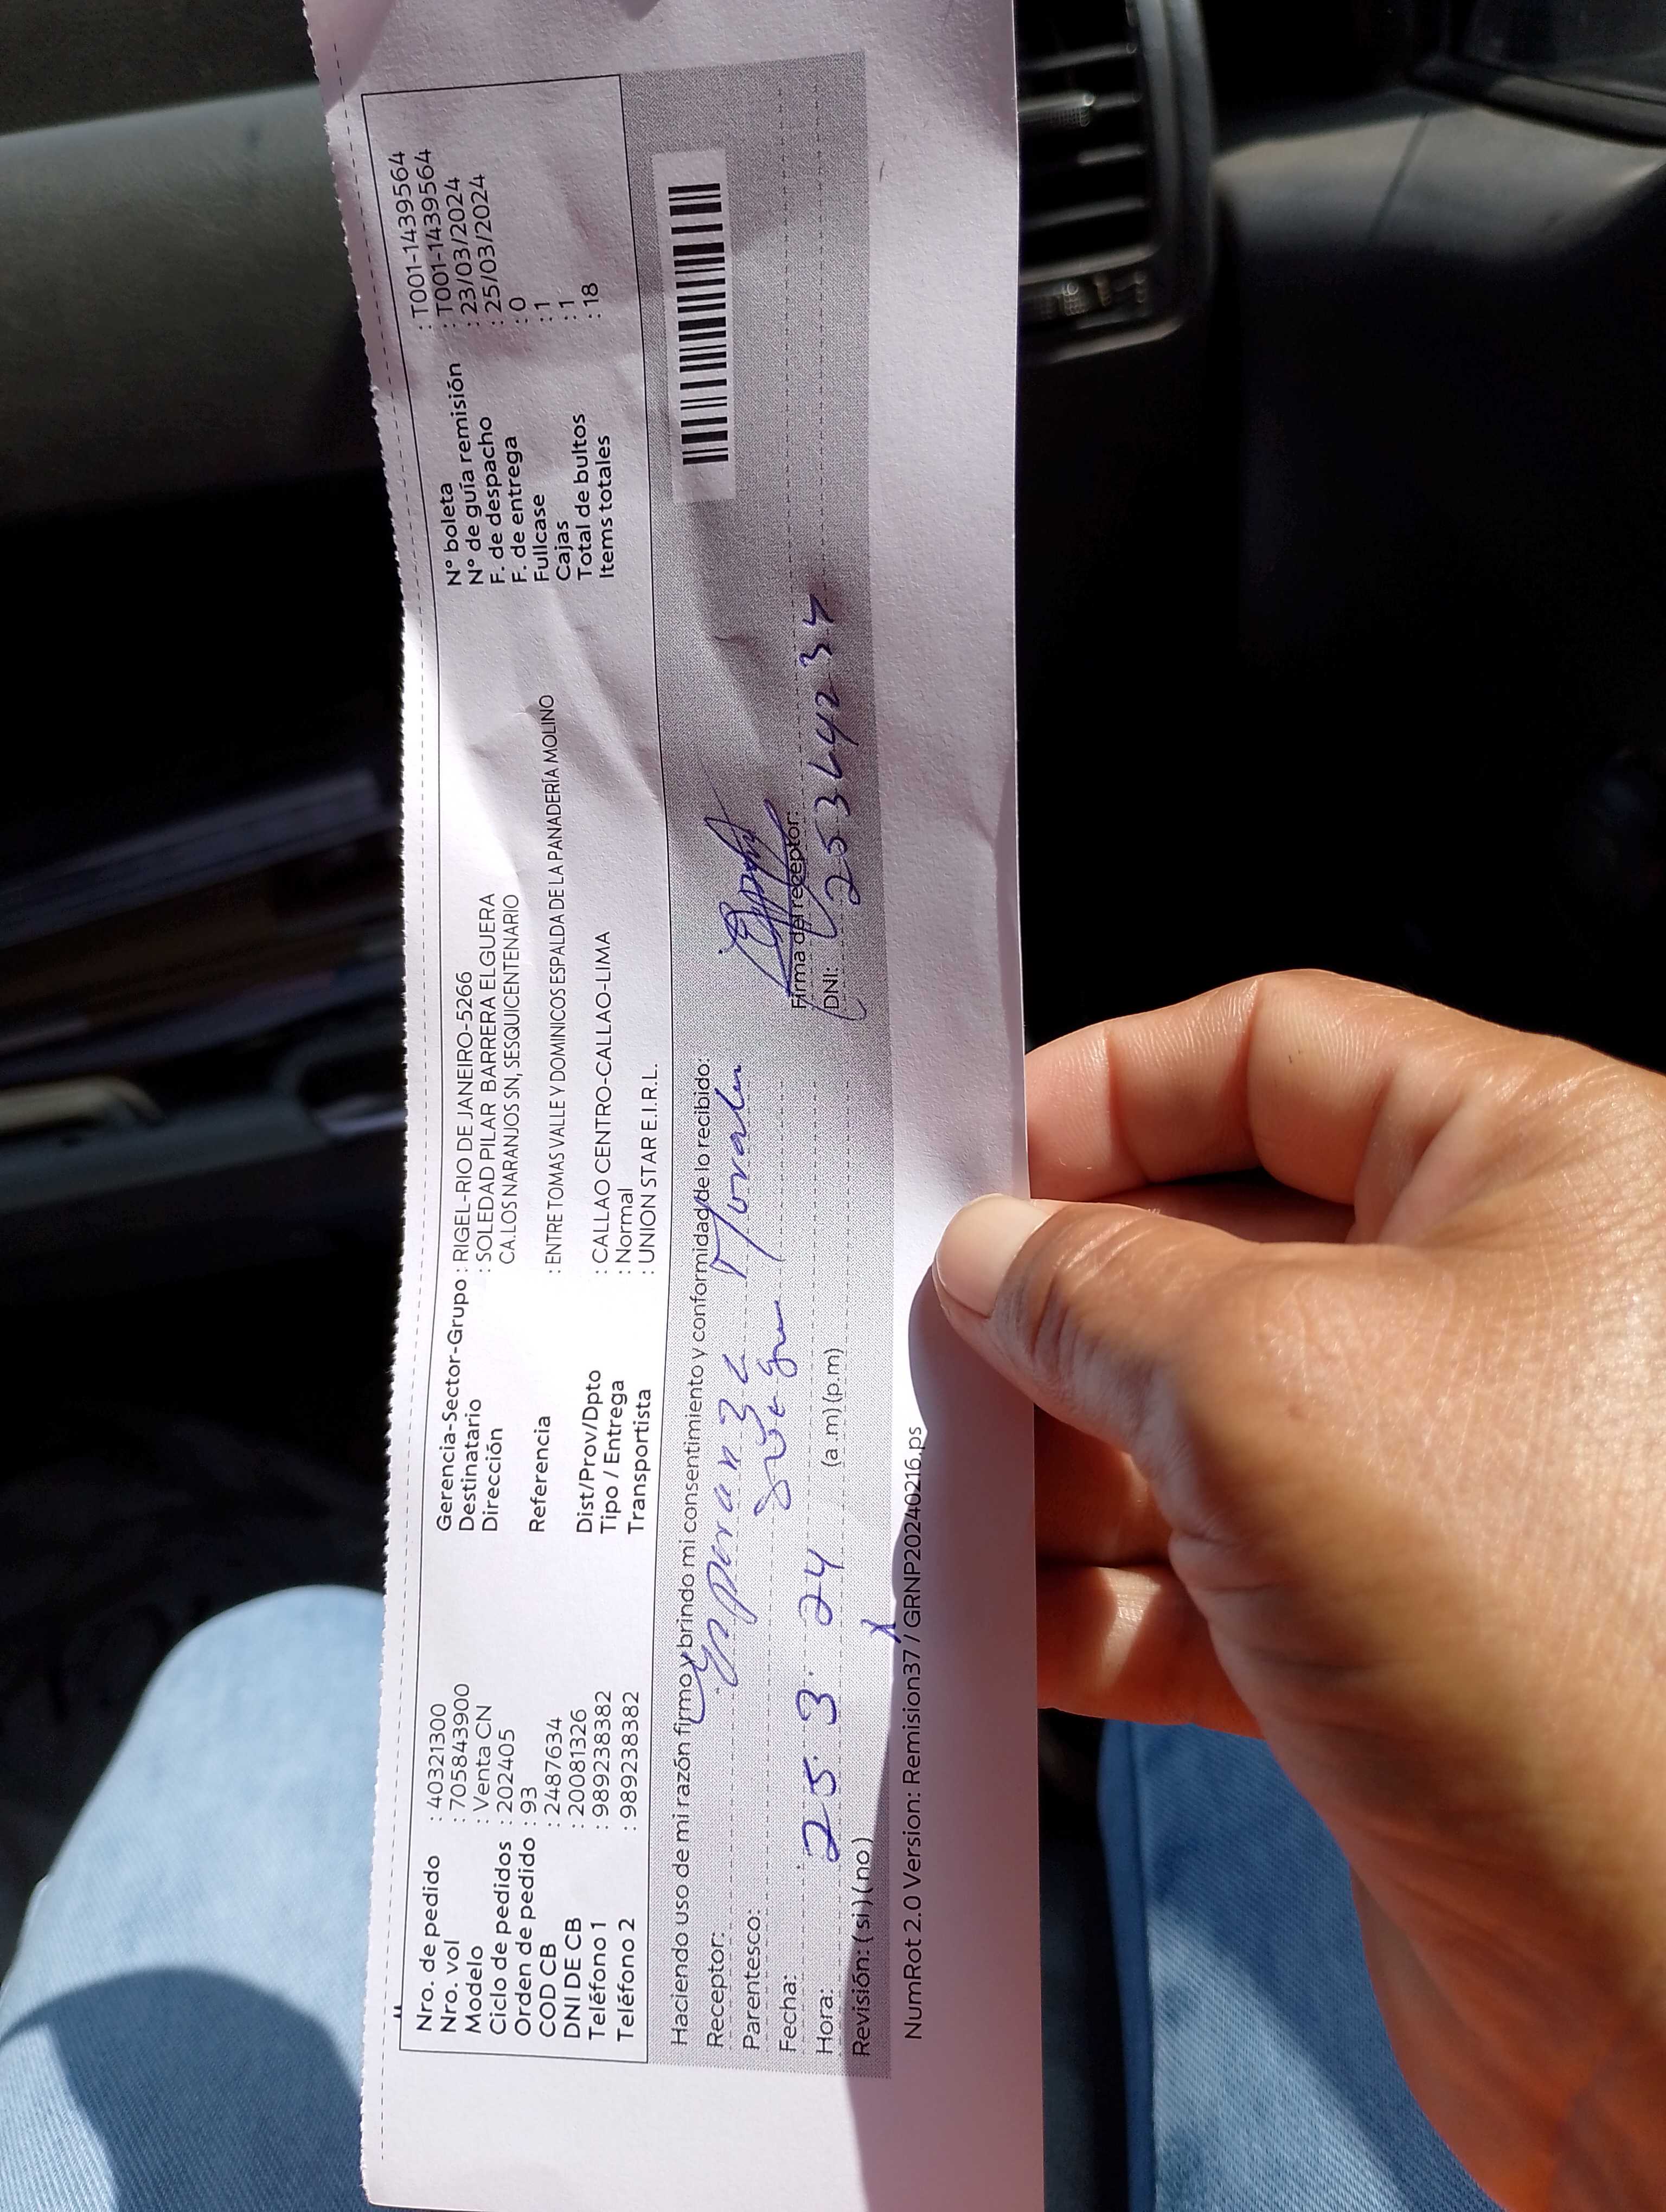 Nro. de pedido : 40321300
Nro. vol : 705843900
Modelo : Venta CN
Ciclo de pedidos : 202405
Orden de pedido : 93
COD CB : 2487634
DNI DE CB : 20081326
Teléfono 1 : 989238382
Teléfono 2 : 989238382
Gerencia-Sector-Grupo : RIGEL-RIO DE JANEIRO-5266
Destinatario : SOLEDAD PILAR BARRERA ELGUERA
Dirección CA.LOS NARANJOS SN, SESQUICENTENARIO
Referencia : ENTRE TOMAS VALLE Y DOMINICOS ESPALDA DE LA PANADERÍA MOLINO
Dist/Prov/Dpto : CALLAO CENTRO-CALLAO-LIMA
Tipo / Entrega : Normal
Transportista : UNION STAR E.I.R.L.
N° boleta : T001-1439564
N° de guía remisión : T001-1439564
F. de despacho : 23/03/2024
F. de entrega : 25/03/2024
Fullcase : 0
Cajas : 1
Total de bultos : 1
Items totales : 18
Haciendo uso de mi razón firmo y brindo mi consentimiento y conformidad de lo recibido:
Receptor: Esperanza Morales
Parentesco:
Firma del receptor:
Fecha: 25 3. 24
DNI:
Hora: (a .m) (p.m)
Revisión: ( si ) ( no )
NumRot 2.0 Version: Remision37 / GRNP20240216.ps